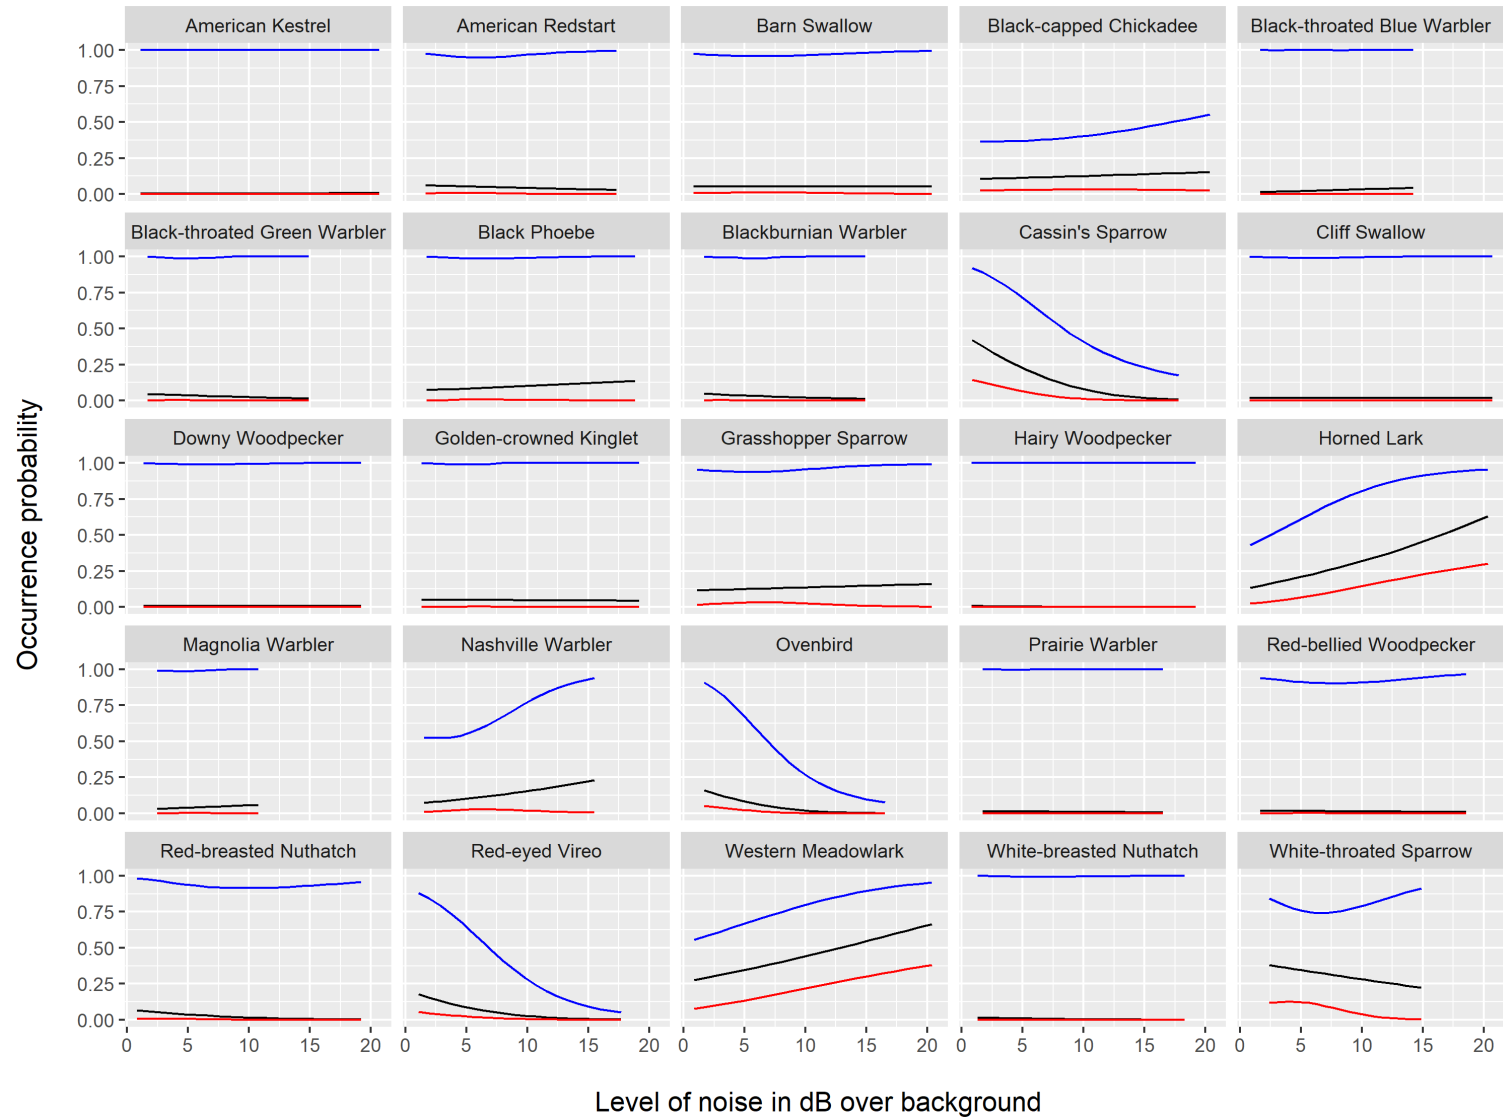 American Kestrel
American Redstart
Barn Swallow
Black-capped Chickadee
Black-throated Blue Warbler
1.00
0.75
0.50
0.25
0.00
Black-throated Green Warbler
Black Phoebe
Blackburnian Warbler
Cassin's Sparrow
Cliff Swallow
1.00
0.75
0.50
0.25
0.00
Downy Woodpecker
Golden-crowned Kinglet
Grasshopper Sparrow
Hairy Woodpecker
Horned Lark
1.00
0.75
0.50
0.25
0.00
Magnolia Warbler
Nashville Warbler
Ovenbird
Prairie Warbler
Red-bellied Woodpecker
1.00
0.75
0.50
0.25
0.00
Red-breasted Nuthatch
Red-eyed Vireo
Western Meadowlark
White-breasted Nuthatch
White-throated Sparrow
1.00
0.75
0.50
0.25
0.00
0 5 10 15 20
0 5 10 15 20
0 5 10 15 20
0 5 10 15 20
0 5 10 15 20
Occurrence probability
Level of noise in dB over background